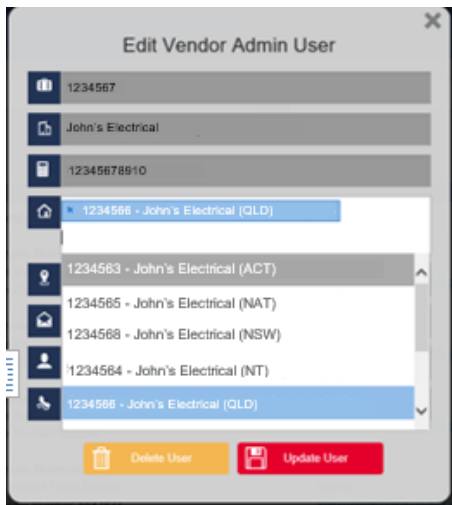 Edit Vendor Admin User
1234567
John's Electrical
12345678910
× 1234566 - John's Electrical (QLD)
1234563 - John's Electrical (ACT)
1234565 - John's Electrical (NAT)
1234568 - John's Electrical (NSW)
1234564 - John's Electrical (NT)
1234566 - John's Electrical (QLD)
Delete User
Update User